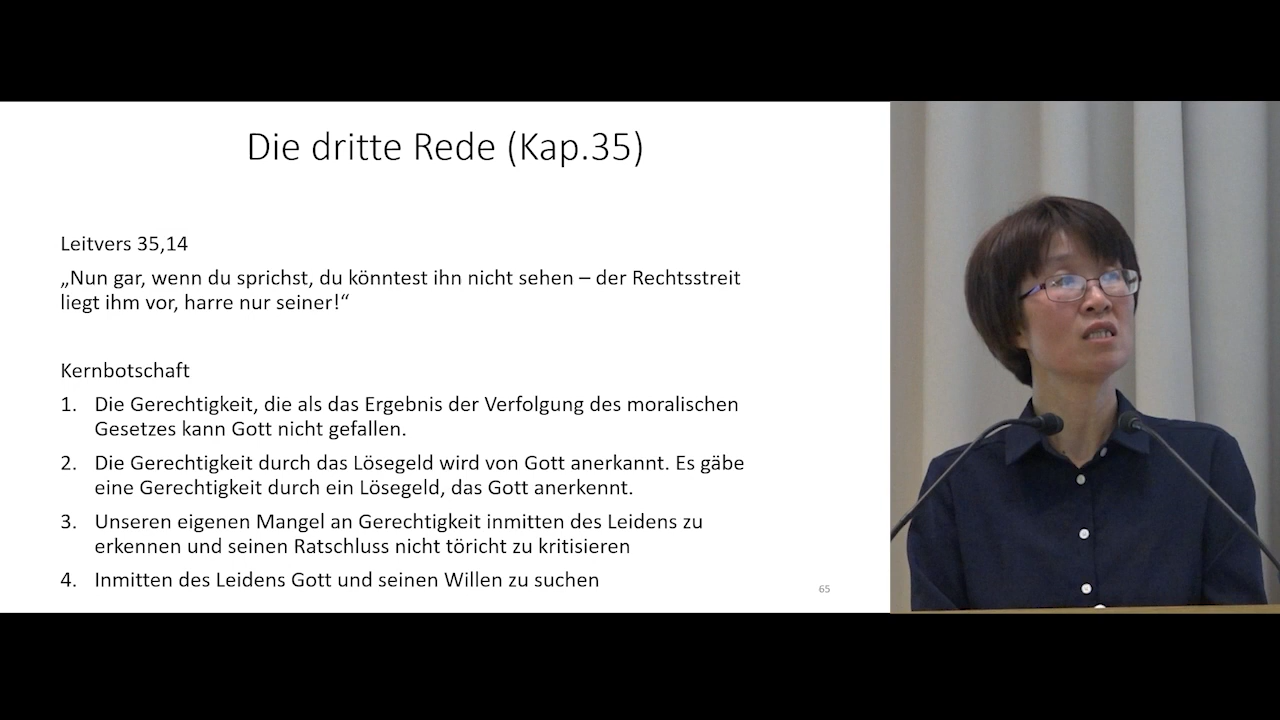 Die dritte Rede (Kap.35)
Leitvers 35,14
„Nun gar, wenn du sprichst, du könntest ihn nicht sehen – der Rechtsstreit
liegt ihm vor, harre nur seiner!“
Kernbotschaft
1. Die Gerechtigkeit, die als das Ergebnis der Verfolgung des moralischen
Gesetzes kann Gott nicht gefallen.
2. Die Gerechtigkeit durch das Lösegeld wird von Gott anerkannt. Es gäbe
eine Gerechtigkeit durch ein Lösegeld, das Gott anerkennt.
3. Unseren eigenen Mangel an Gerechtigkeit inmitten des Leidens zu
erkennen und seinen Ratschluss nicht töricht zu kritisieren
4. Inmitten des Leidens Gott und seinen Willen zu suchen
65